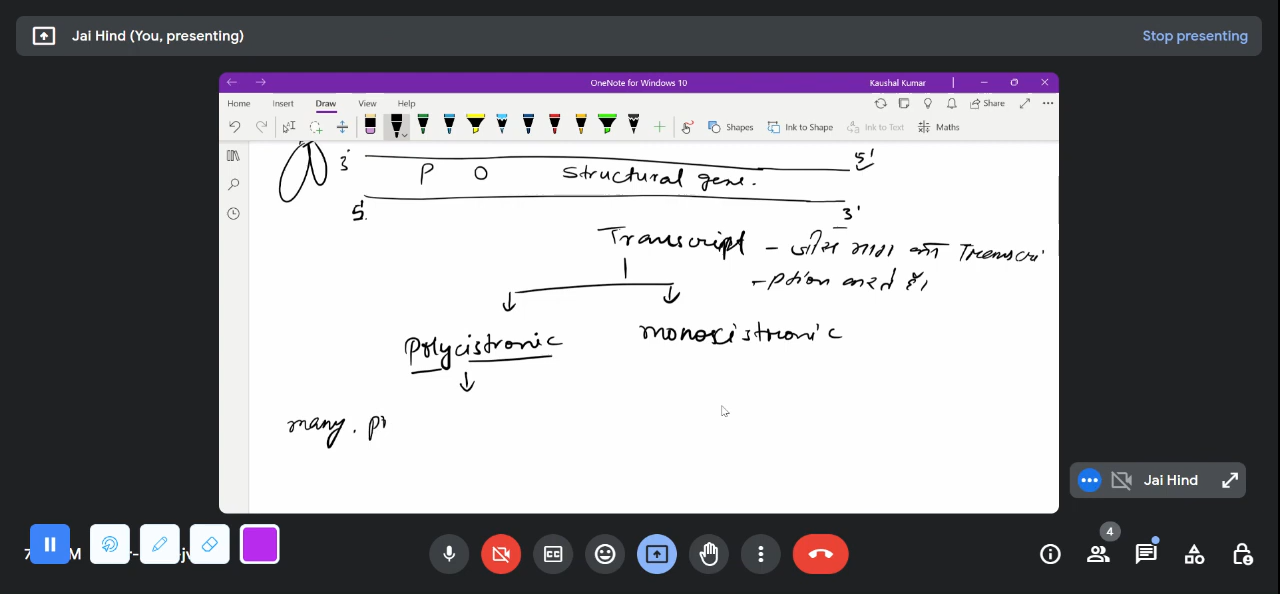 Jai Hind (You, presenting)
Stop presenting
OneNote for Windows 10
Kaushal Kumar
Home Insert Draw View Help
Share
Shapes Ink to Shape Ink to Text Maths
3' 5'
P O Structural gene.
5' 3'
Transcript - Transcri
-ption करते हैं।
Polycistronic monocistronic
many. pr
Jai Hind
4